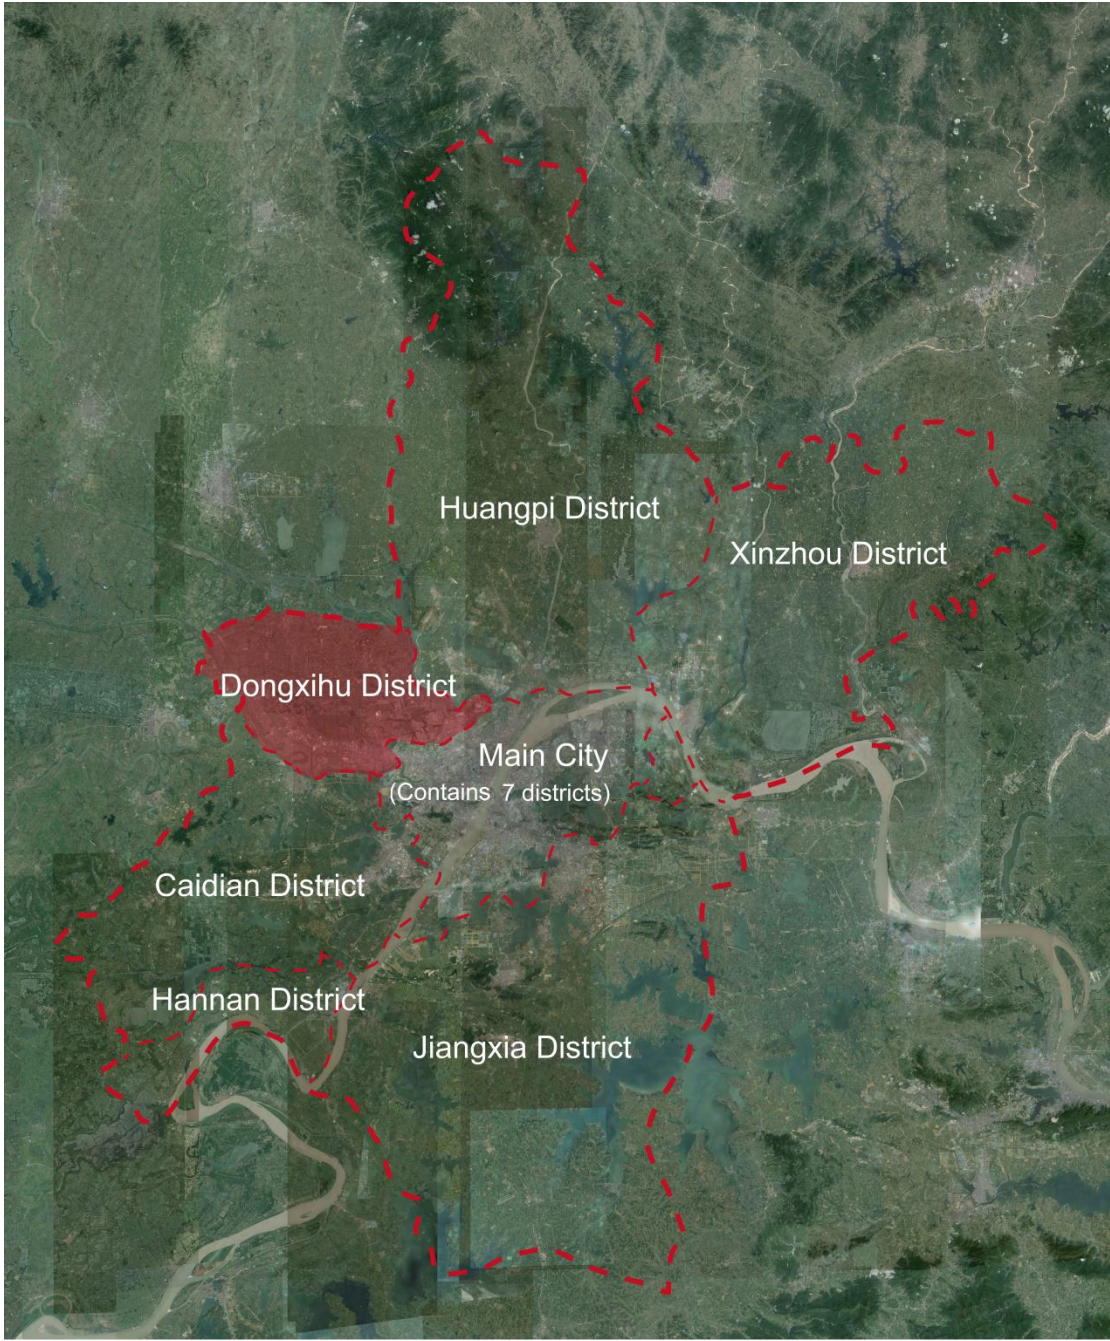 Huangpi District
Xinzhou District
Dongxihu District
Main City
(Contains 7 districts)
Caidian District
Hannan District
Jiangxia District